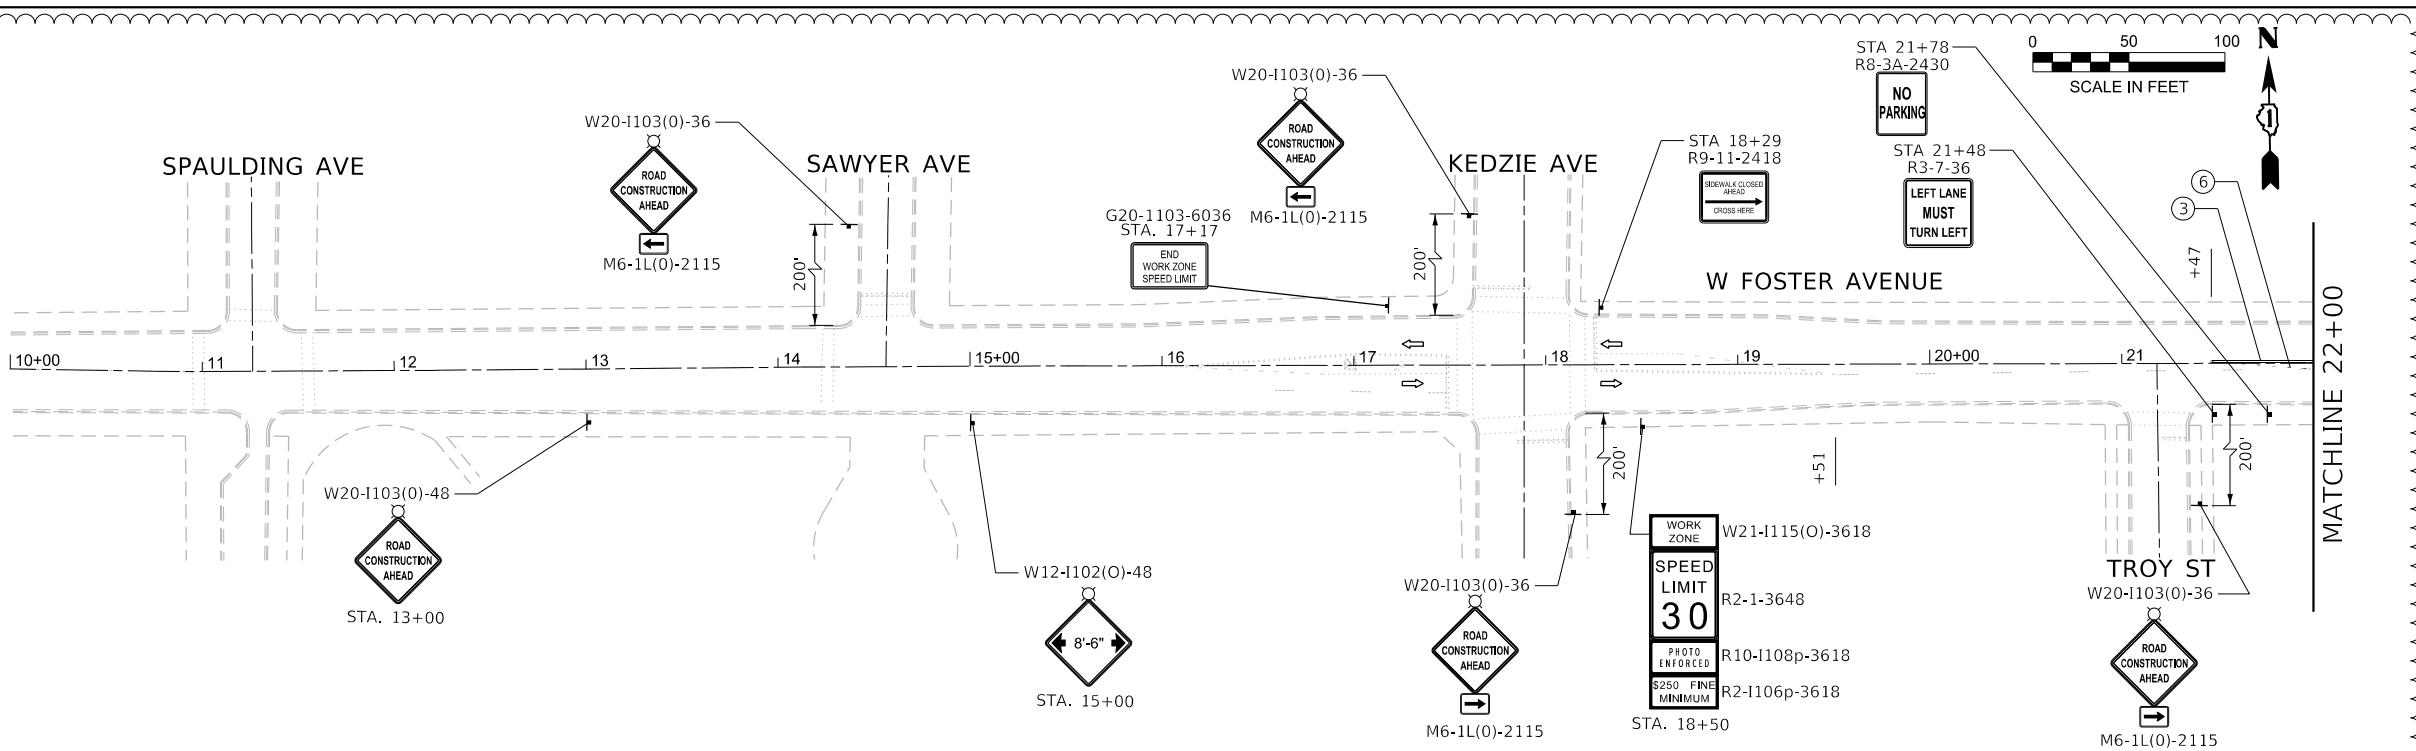 STA 21+78
R8-3A-2430
NO
PARKING
0 50 100
SCALE IN FEET
N
1
W20-I103(0)-36
ROAD
CONSTRUCTION
AHEAD
M6-1L(0)-2115
W20-I103(0)-36
ROAD
CONSTRUCTION
AHEAD
M6-1L(0)-2115
SPAULDING AVE
SAWYER AVE
KEDZIE AVE
STA 18+29
R9-11-2418
SIDEWALK CLOSED
AHEAD
CROSS HERE
STA 21+48
R3-7-36
LEFT LANE
MUST
TURN LEFT
6
3
G20-1103-6036
STA. 17+17
END
WORK ZONE
SPEED LIMIT
200'
200'
W FOSTER AVENUE
+47
10+00 11 12 13 14 15+00 16 17 18 19 20+00 21
MATCHLINE 22+00
W20-I103(0)-48
ROAD
CONSTRUCTION
AHEAD
STA. 13+00
W12-I102(O)-48
8'-6"
STA. 15+00
200'
+51
200'
W20-I103(0)-36
ROAD
CONSTRUCTION
AHEAD
M6-1L(0)-2115
WORK
ZONE
W21-I115(O)-3618
SPEED
LIMIT
30
R2-1-3648
PHOTO
ENFORCED
R10-I108p-3618
$250 FINE
MINIMUM
R2-I106p-3618
STA. 18+50
TROY ST
W20-I103(0)-36
ROAD
CONSTRUCTION
AHEAD
M6-1L(0)-2115